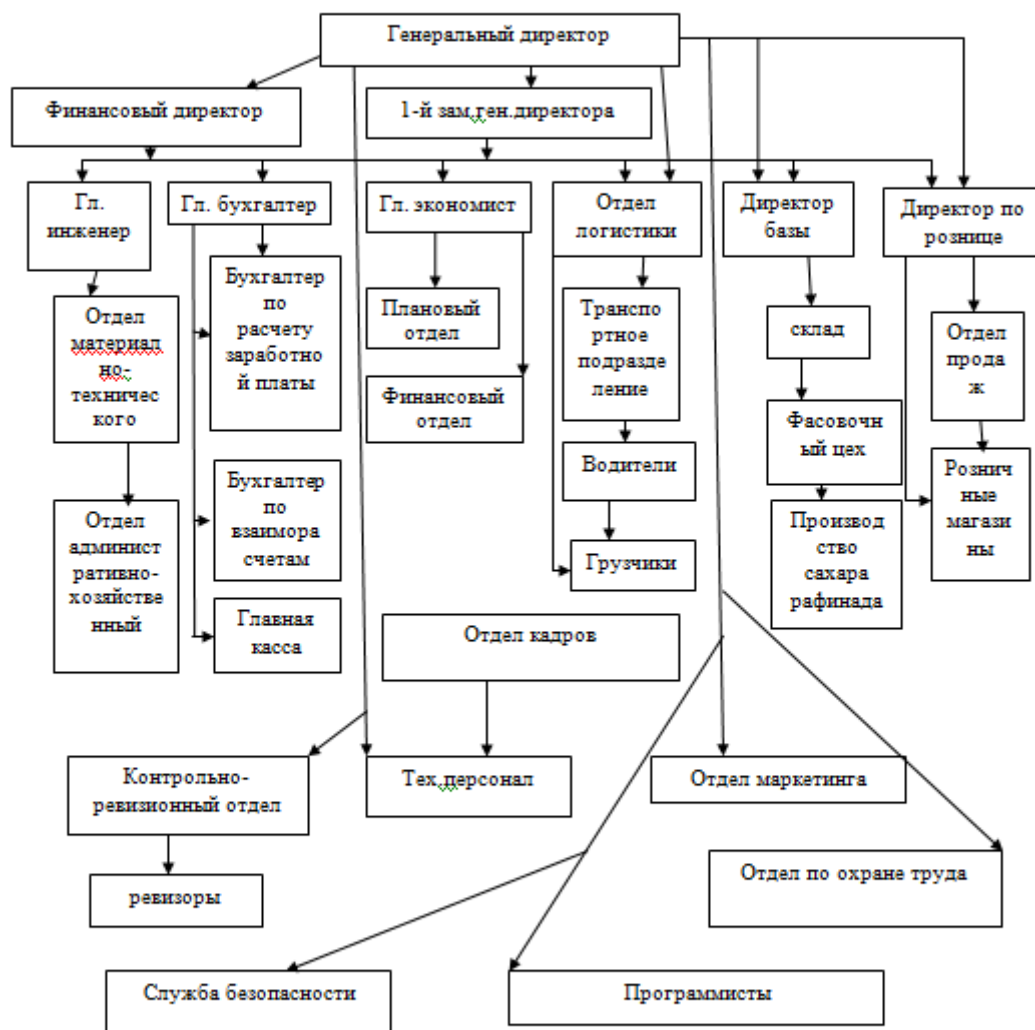 Генеральный директор
Финансовый директор
1-й зам.ген.директора
Гл.
инженер
Гл. бухгалтер
Гл. экономист
Отдел
логистики
Директор
базы
Директор по
рознице
Отдел
материал
но-
техничес
кого
Бухгалтер
по
расчету
заработно
й платы
Плановый
отдел
Финансовый
отдел
Транспо
ртное
подразде
ление
склад
Отдел
прода
ж
Фасовочн
ый цех
Водители
Рознич
ные
магази
ны
Бухгалтер
по
взаимора
счетам
Отдел
админист
ративно-
хозяйстве
нный
Грузчики
Производ
ство
сахара
рафинада
Главная
касса
Отдел кадров
Контрольно-
ревизионный отдел
Тех.персонал
Отдел маркетинга
ревизоры
Отдел по охране труда
Служба безопасности
Программисты